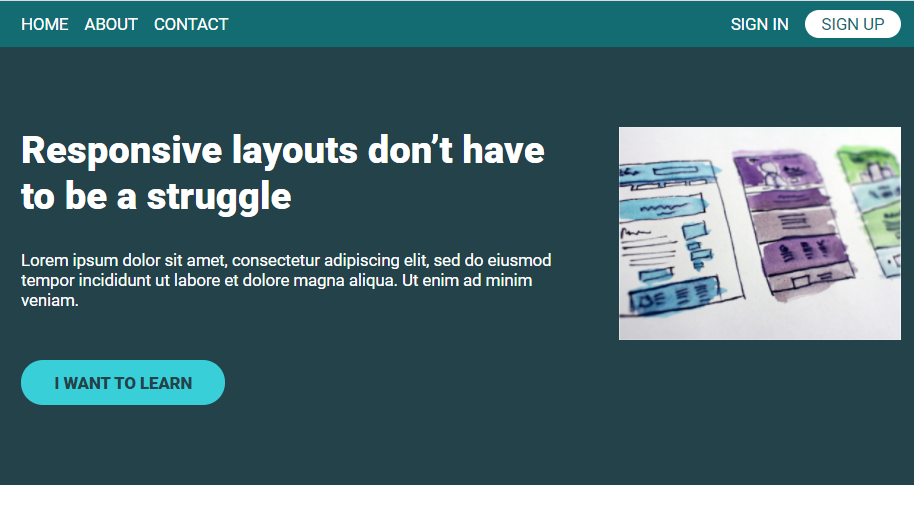 HOME ABOUT CONTACT SIGN IN SIGN UP
Responsive layouts don’t have
to be a struggle
Lorem ipsum dolor sit amet, consectetur adipiscing elit, sed do eiusmod
tempor incididunt ut labore et dolore magna aliqua. Ut enim ad minim
veniam.
I WANT TO LEARN